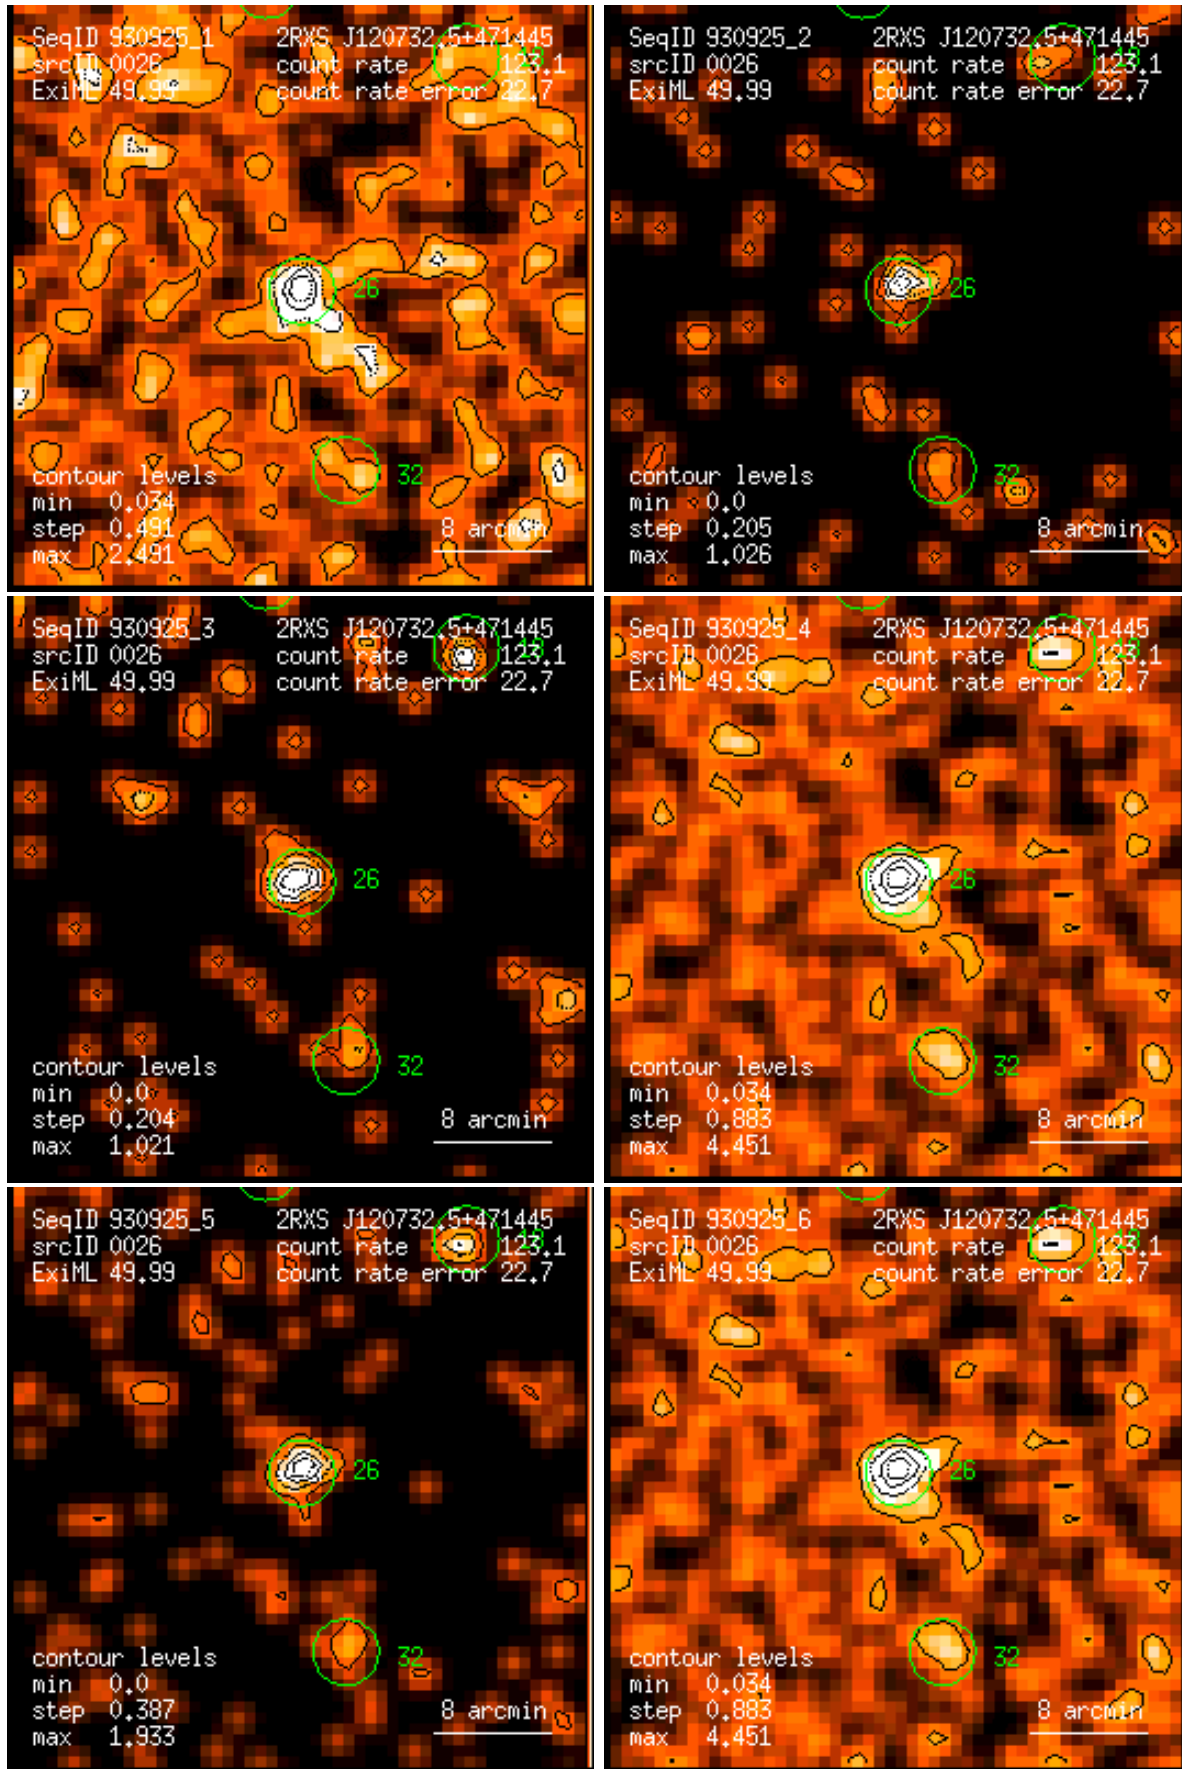 SeqID 930925_1 2RXS J120732.5+471445
srcID 0026 count rate 123.1
ExiML 49.99 count rate error 22.7
26
32
contour levels
min 0.034
step 0.491 8 arcmin
max 2.491
SeqID 930925_2 2RXS J120732.5+471445
srcID 0026 count rate 123.1
ExiML 49.99 count rate error 22.7
26
32
contour levels
min 0.0
step 0.205 8 arcmin
max 1.026
SeqID 930925_3 2RXS J120732.5+471445
srcID 0026 count rate 123.1
ExiML 49.99 count rate error 22.7
26
32
contour levels
min 0.0
step 0.204 8 arcmin
max 1.021
SeqID 930925_4 2RXS J120732.5+471445
srcID 0026 count rate 123.1
ExiML 49.99 count rate error 22.7
26
32
contour levels
min 0.034
step 0.883 8 arcmin
max 4.451
SeqID 930925_5 2RXS J120732.5+471445
srcID 0026 count rate 123.1
ExiML 49.99 count rate error 22.7
26
32
contour levels
min 0.0
step 0.387 8 arcmin
max 1.933
SeqID 930925_6 2RXS J120732.5+471445
srcID 0026 count rate 123.1
ExiML 49.99 count rate error 22.7
26
32
contour levels
min 0.034
step 0.883 8 arcmin
max 4.451